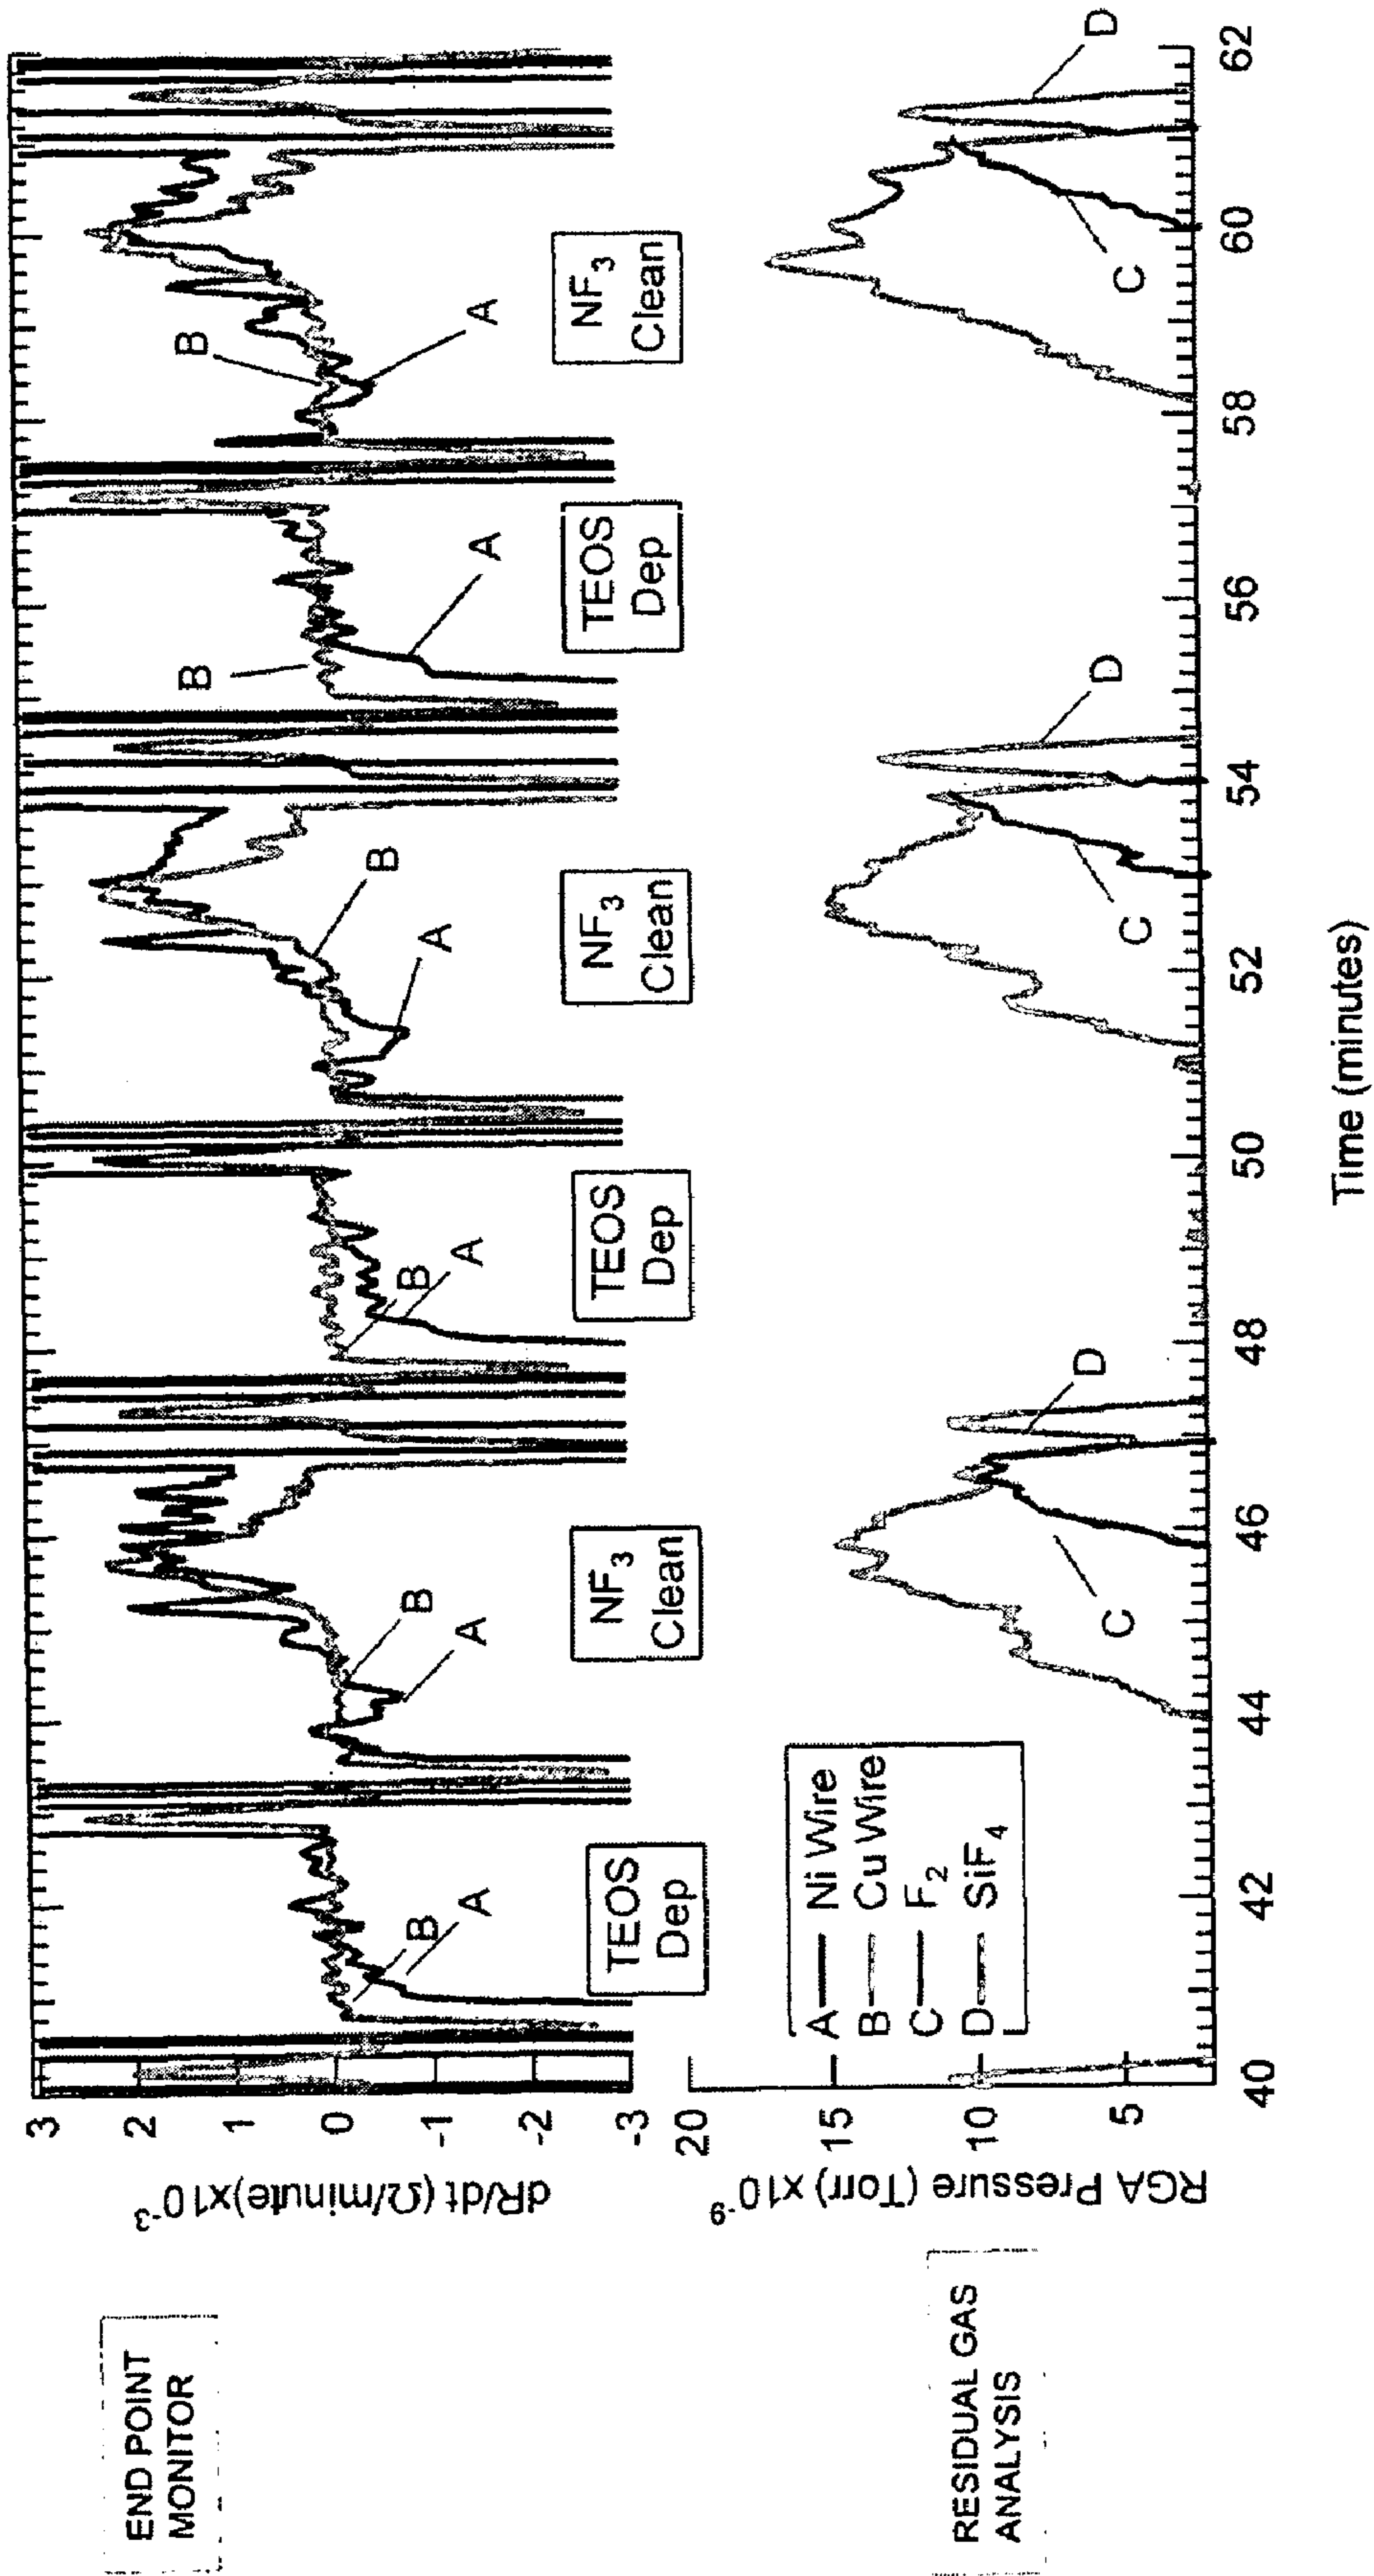 END POINT
MONITOR
dR/dt (Ω/minute)x10-3
3
2
1
0
-1
-2
-3
B
A
TEOS
Dep
B
A
NF3
Clean
B
A
TEOS
Dep
B
A
NF3
Clean
B
A
TEOS
Dep
B
A
NF3
Clean
RESIDUAL GAS
ANALYSIS
RGA Pressure (Torr) x10-9
20
15
10
5
A Ni Wire
B Cu Wire
C F2
D SiF4
C
D
C
D
C
D
40
42
44
46
48
50
52
54
56
58
60
62
Time (minutes)